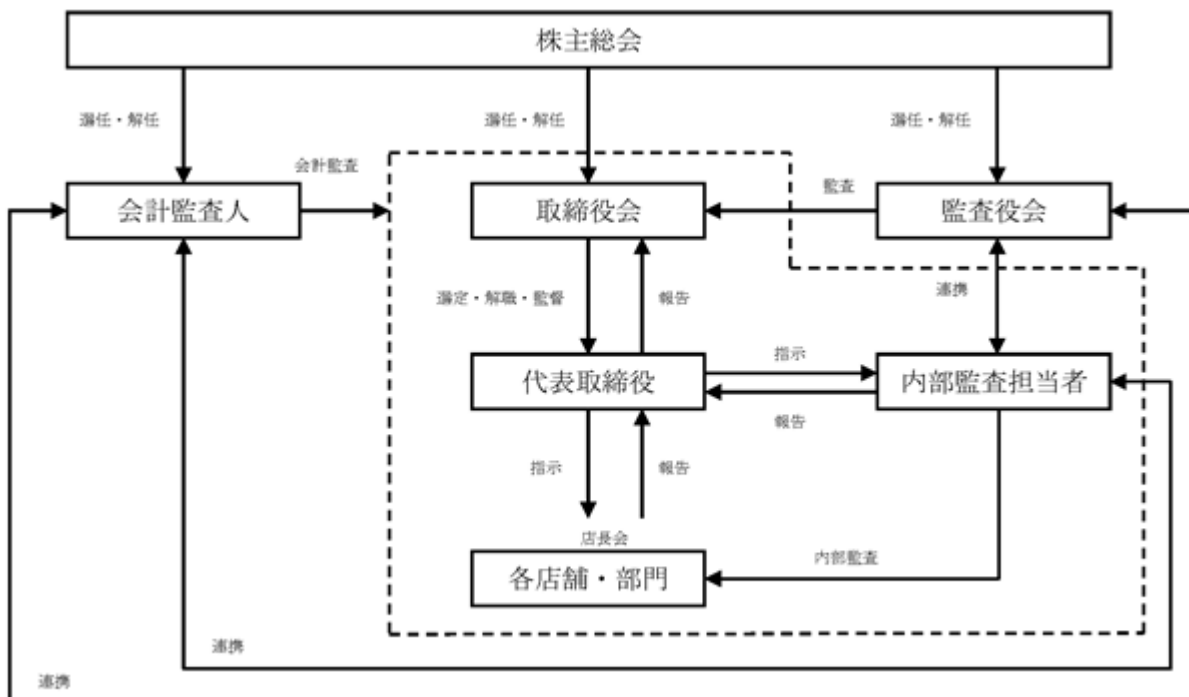 株主総会
選任・解任
選任・解任
選任・解任
会計監査
会計監査人
取締役会
監査
監査役会
選定・解職・監督
報告
連携
代表取締役
指示
報告
内部監査担当者
指示
報告
店長会
各店舗・部門
内部監査
連携
連携